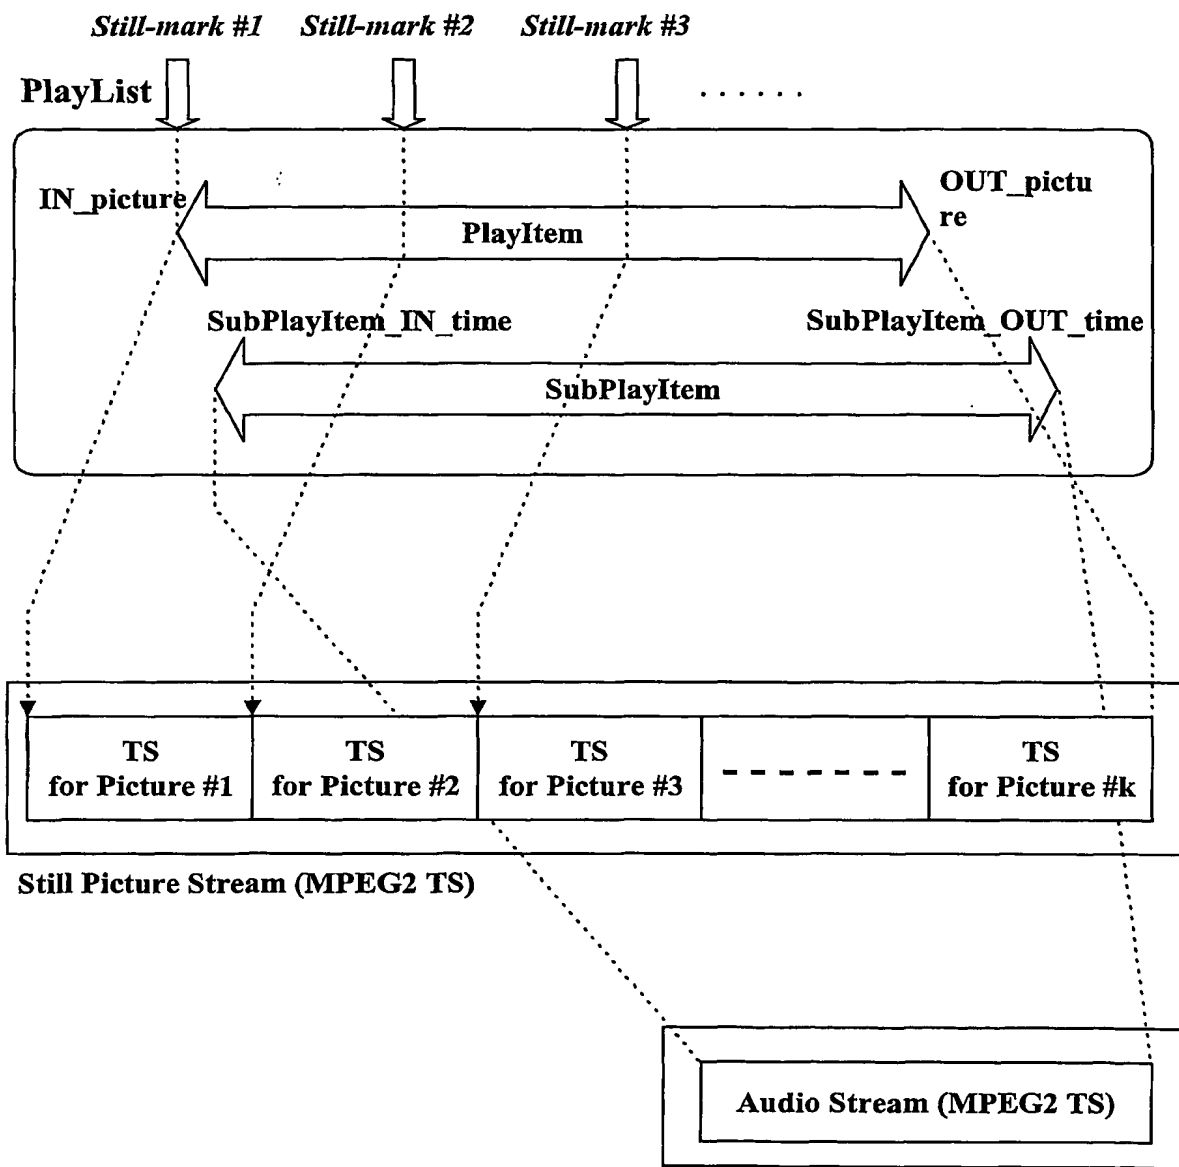 Still-mark #1 Still-mark #2 Still-mark #3
PlayList
. . . . . .
IN_picture
OUT_pictu
re
PlayItem
SubPlayItem_IN_time
SubPlayItem_OUT_time
SubPlayItem
TS
for Picture #1
TS
for Picture #2
TS
for Picture #3
TS
for Picture #k
Still Picture Stream (MPEG2 TS)
Audio Stream (MPEG2 TS)